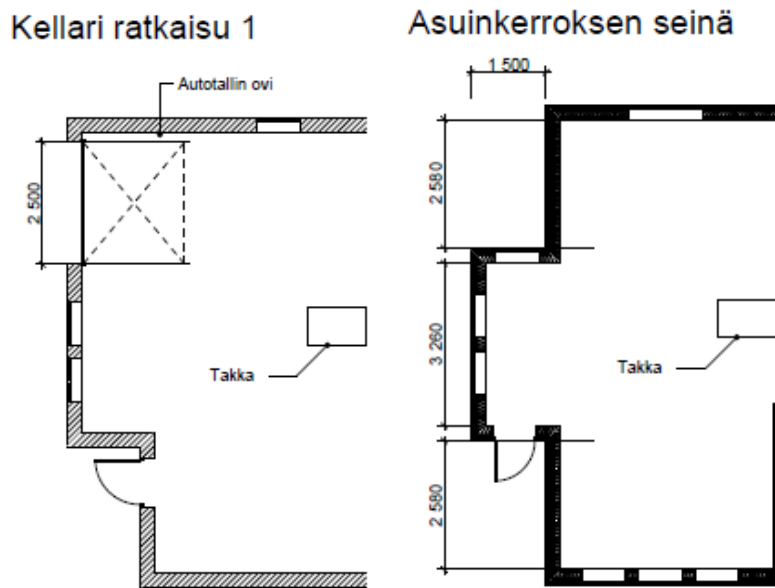 Kellari ratkaisu 1
Asuinkerroksen seinä
Autotallin ovi
2 500
Takka
1 500
2 580
3 260
2 580
Takka